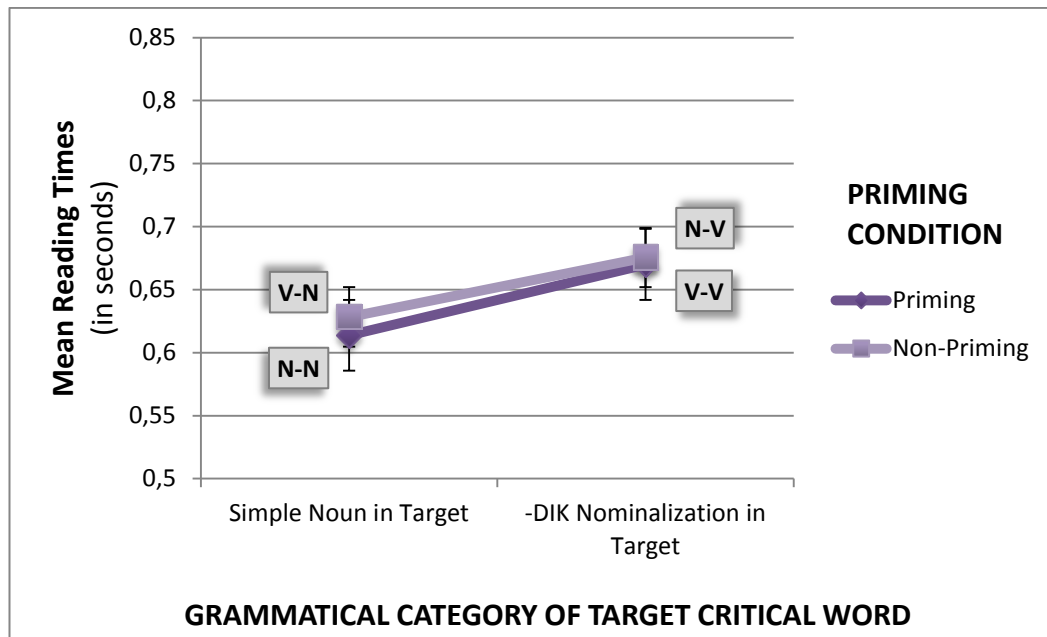 Mean Reading Times
(in seconds)
0,85
0,8
0,75
0,7
0,65
0,6
0,55
0,5
V-N
N-N
N-V
V-V
Simple Noun in Target
-DIK Nominalization in
Target
GRAMMATICAL CATEGORY OF TARGET CRITICAL WORD
PRIMING
CONDITION
Priming
Non-Priming